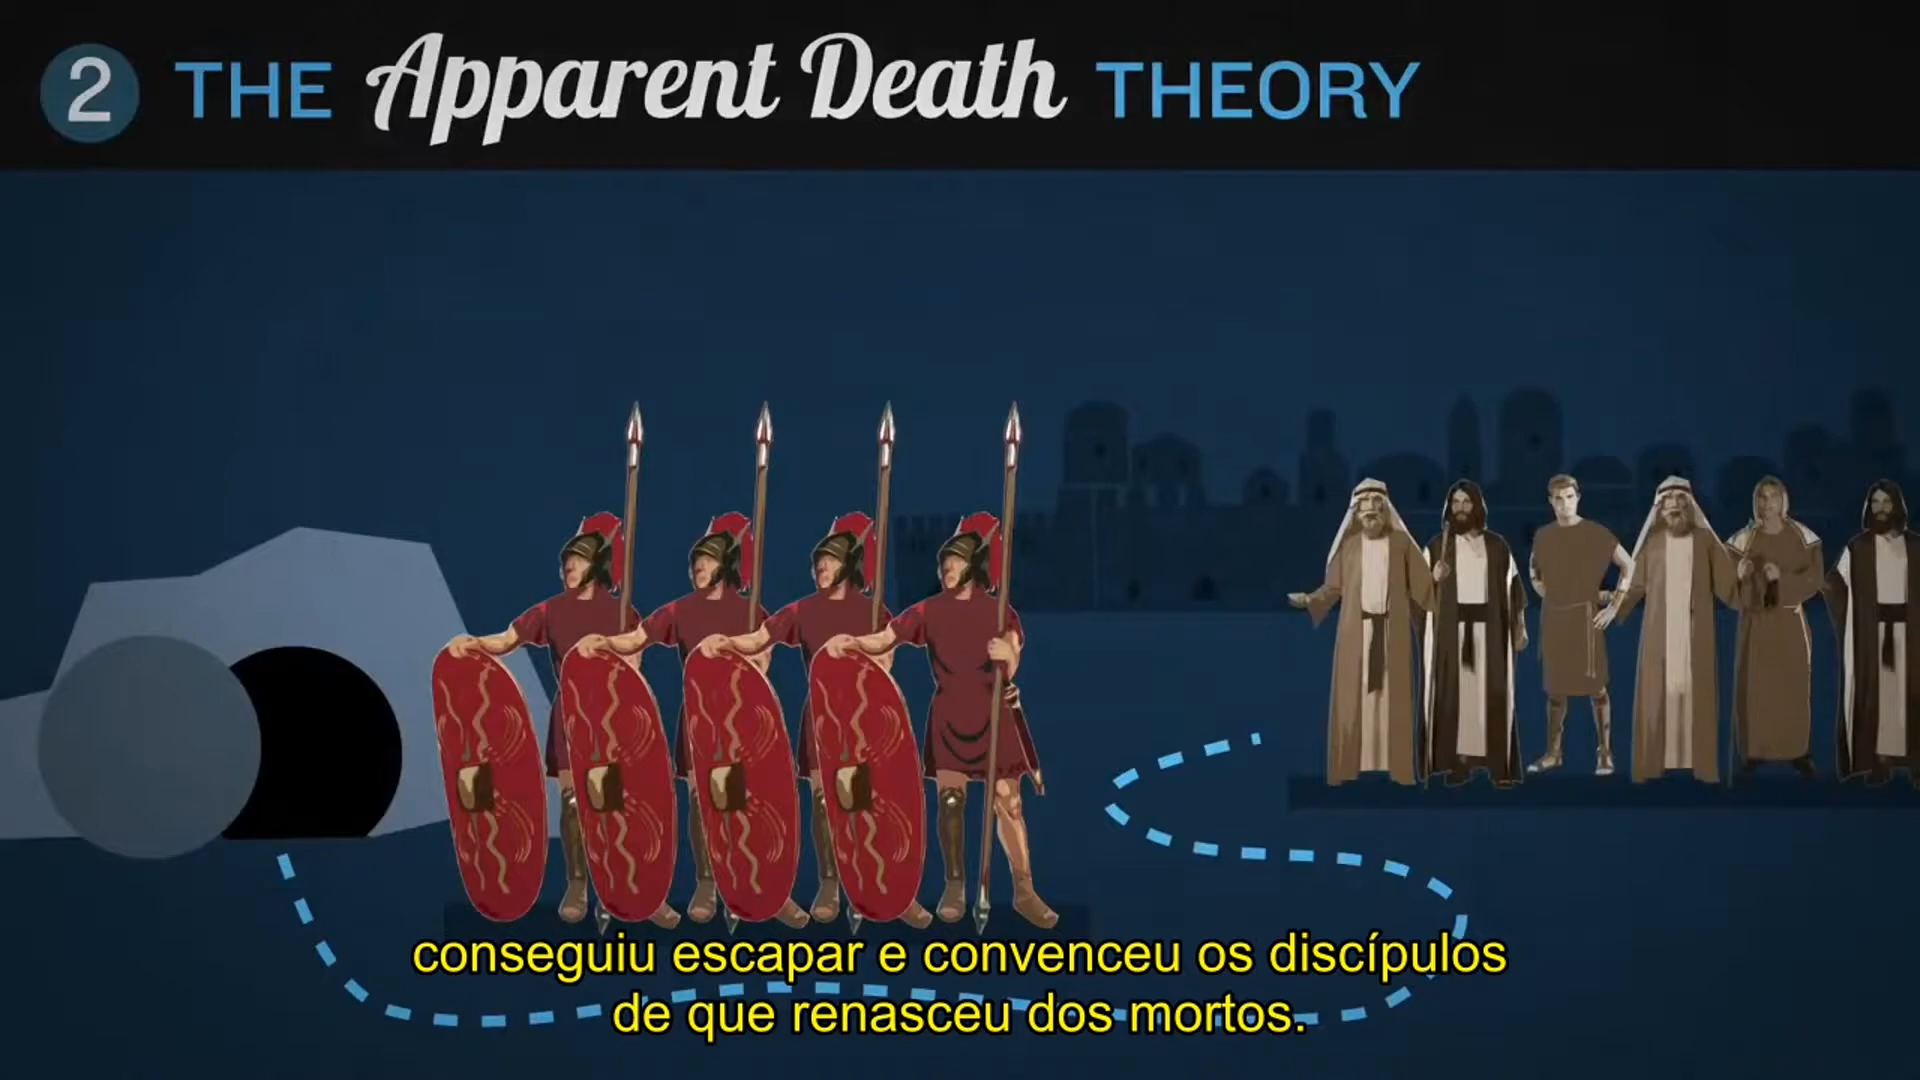 2 THE Apparent Death THEORY
conseguiu escapar e convenceu os discípulos
de que renasceu dos mortos.